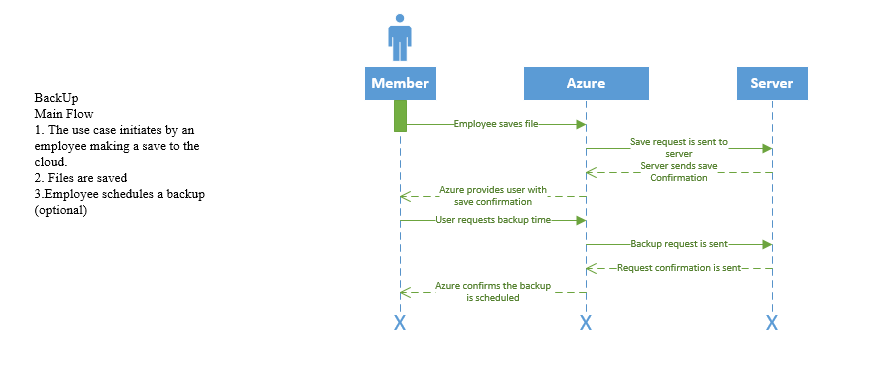 BackUp
Main Flow
1. The use case initiates by an
employee making a save to the
cloud.
2. Files are saved
3.Employee schedules a backup
(optional)
Member
Azure
Server
Employee saves file
Save request is sent to
server
Server sends save
Confirmation
Azure provides user with
save confirmation
User requests backup time
Backup request is sent
Request confirmation is sent
Azure confirms the backup
is scheduled